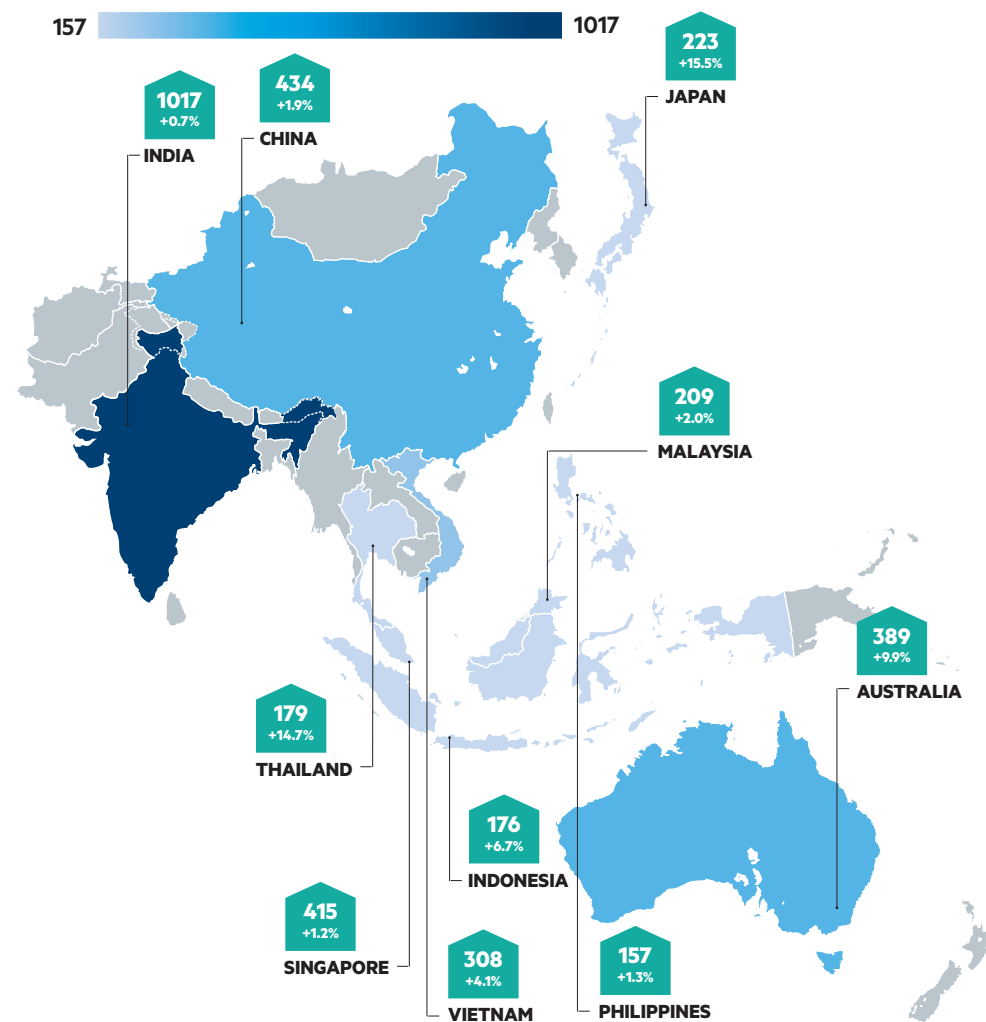 157
1017
223
+15.5%
JAPAN
434
+1.9%
CHINA
1017
+0.7%
INDIA
209
+2.0%
MALAYSIA
389
+9.9%
AUSTRALIA
179
+14.7%
THAILAND
176
+6.7%
INDONESIA
415
+1.2%
SINGAPORE
308
+4.1%
VIETNAM
157
+1.3%
PHILIPPINES